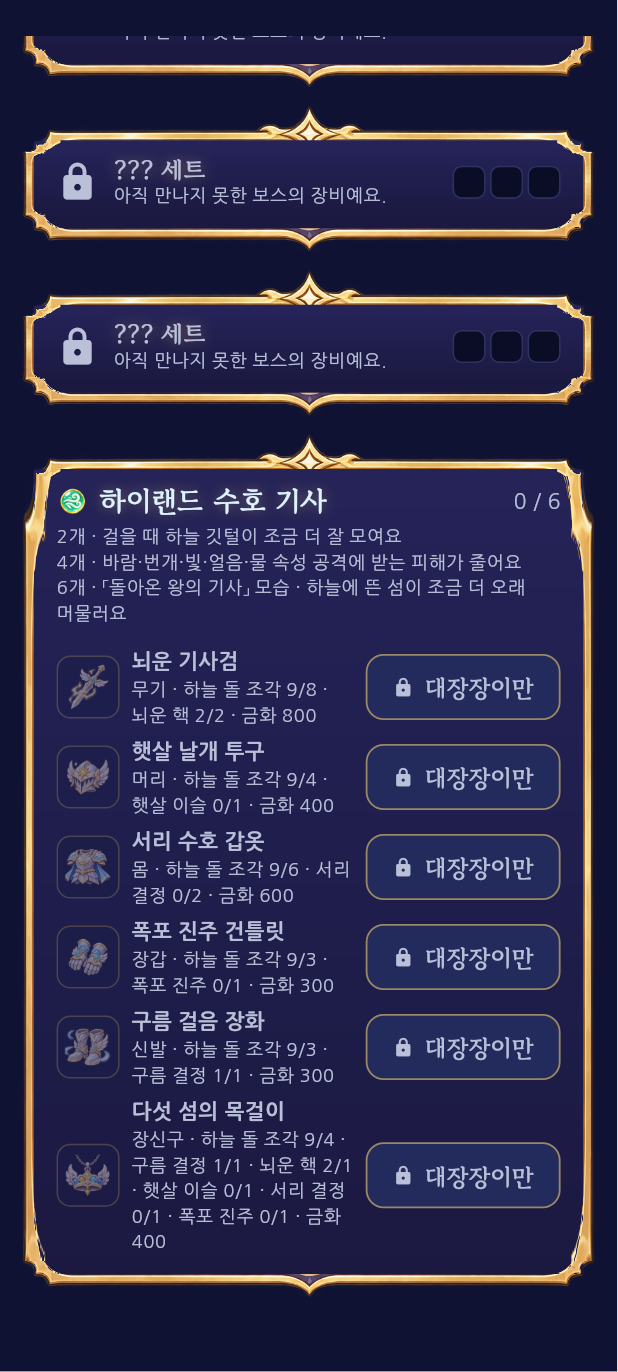 ??? 세트
아직 만나지 못한 보스의 장비예요.
??? 세트
아직 만나지 못한 보스의 장비예요.
하이랜드 수호 기사 0 / 6
2개 · 걸을 때 하늘 깃털이 조금 더 잘 모여요
4개 · 바람·번개·빛·얼음·물 속성 공격에 받는 피해가 줄어요
6개 · 「돌아온 왕의 기사」 모습 · 하늘에 뜬 섬이 조금 더 오래
머물러요
뇌운 기사검
무기 · 하늘 돌 조각 9/8 ·
뇌운 핵 2/2 · 금화 800
대장장이만
햇살 날개 투구
머리 · 하늘 돌 조각 9/4 ·
햇살 이슬 0/1 · 금화 400
대장장이만
서리 수호 갑옷
몸 · 하늘 돌 조각 9/6 · 서리
결정 0/2 · 금화 600
대장장이만
폭포 진주 건틀릿
장갑 · 하늘 돌 조각 9/3 ·
폭포 진주 0/1 · 금화 300
대장장이만
구름 걸음 장화
신발 · 하늘 돌 조각 9/3 ·
구름 결정 1/1 · 금화 300
대장장이만
다섯 섬의 목걸이
장신구 · 하늘 돌 조각 9/4 ·
구름 결정 1/1 · 뇌운 핵 2/1
· 햇살 이슬 0/1 · 서리 결정
0/1 · 폭포 진주 0/1 · 금화
400
대장장이만